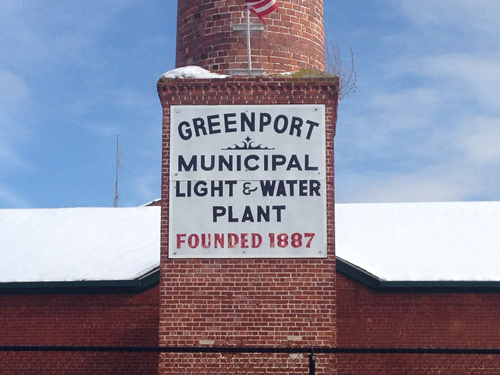 GREENPORT
MUNICIPAL
LIGHT & WATER
PLANT
FOUNDED 1887